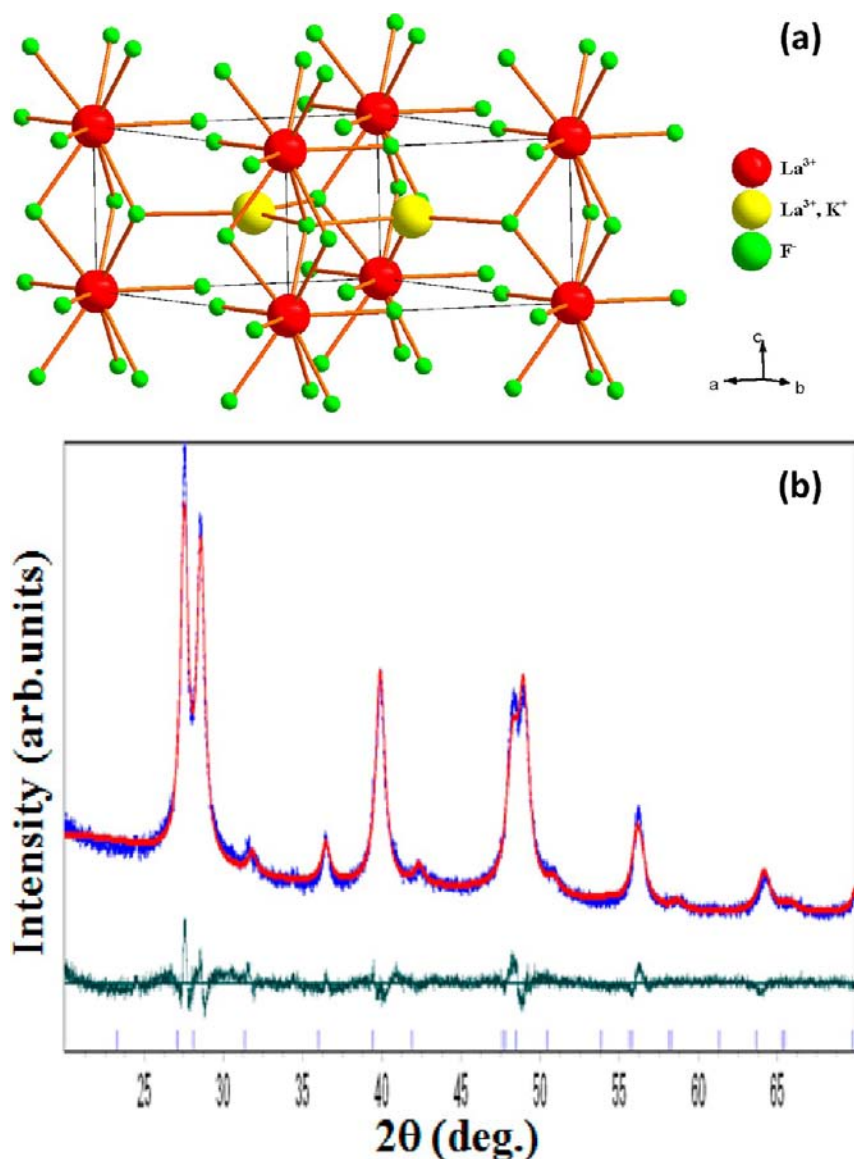 (a)
La³⁺
La³⁺, K⁺
F⁻
c
a b
(b)
Intensity (arb.units)
25 30 35 40 45 50 55 60 65
2θ (deg.)